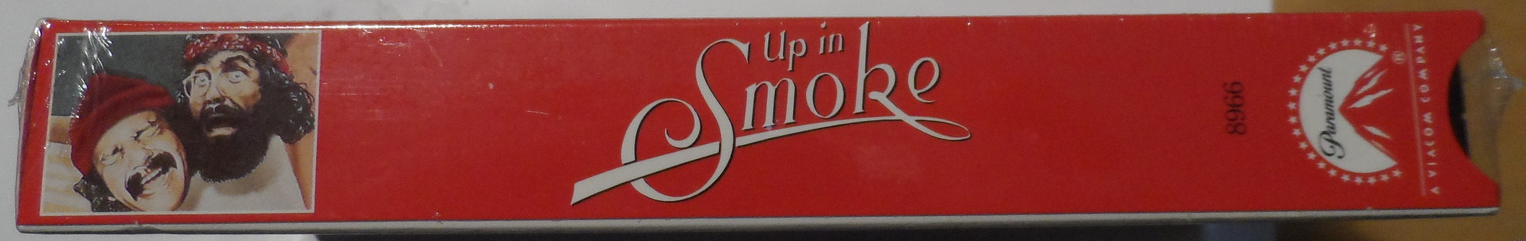 Up in
Smoke
8966
Paramount
®
A VIACOM COMPANY